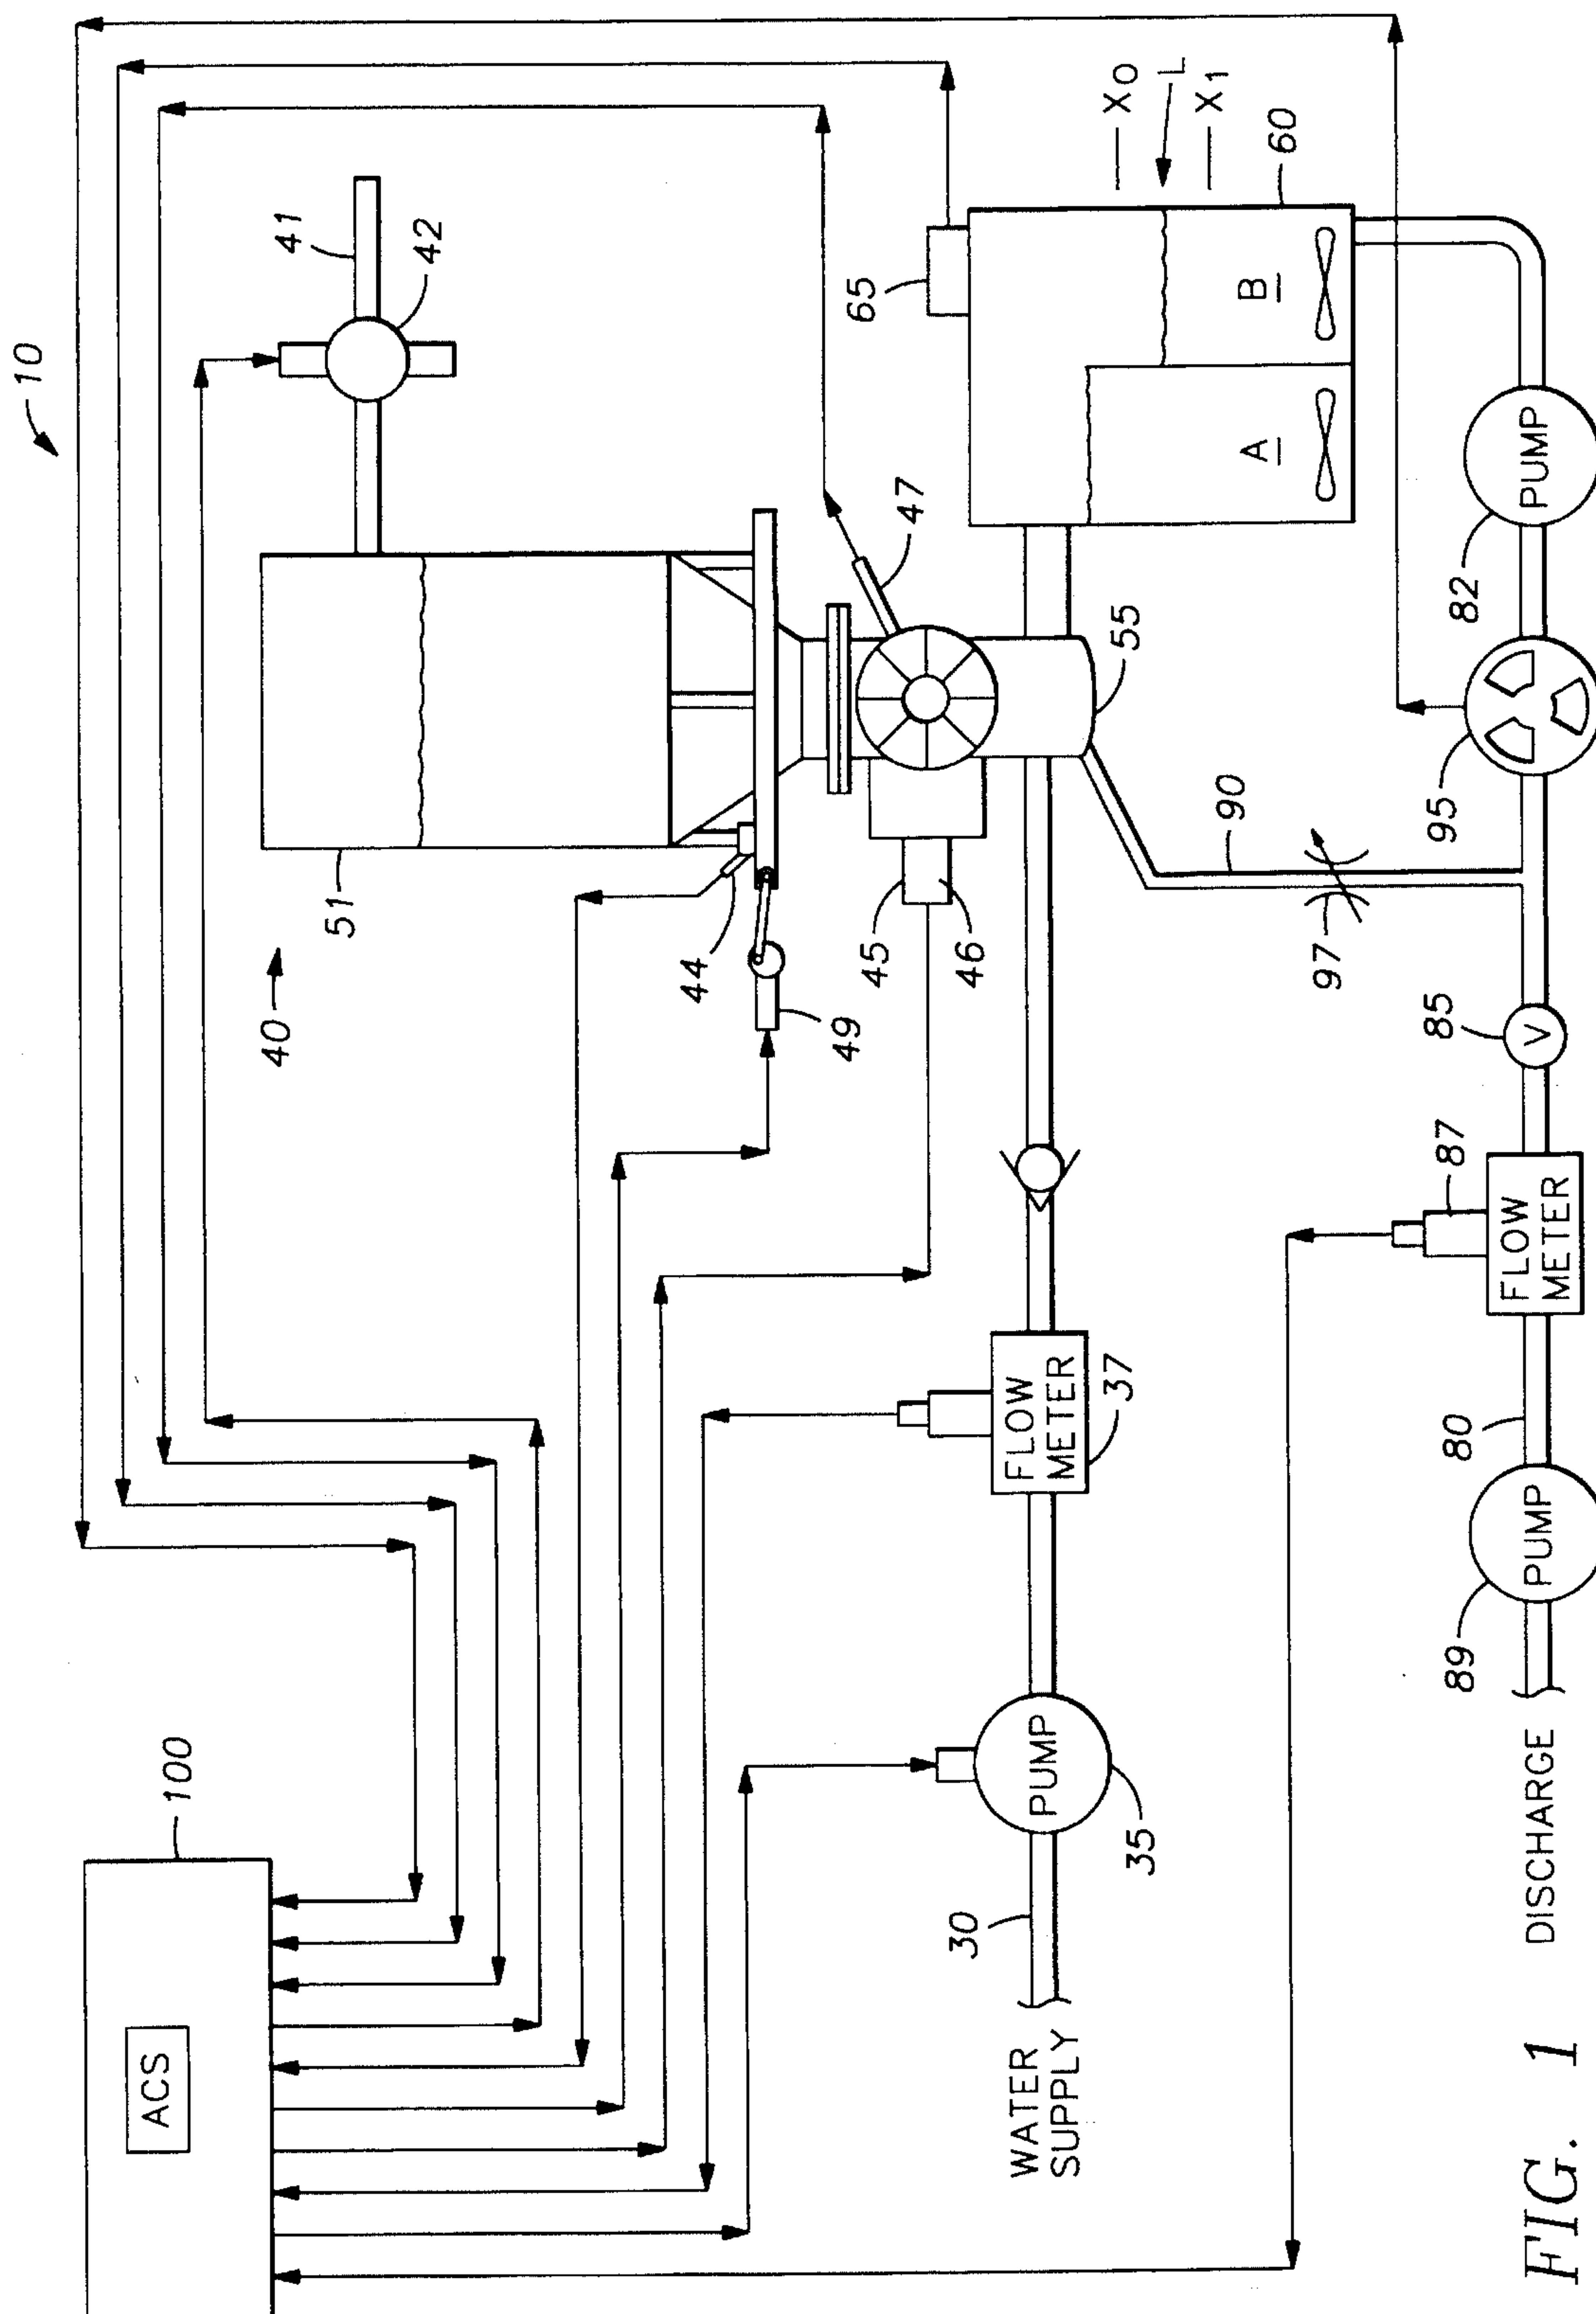 10
100
ACS
40
51
41
42
44
49
45
46
47
65
X0
L
X1
A
B
60
55
90
97
WATER
SUPPLY
30
PUMP
35
FLOW
METER
37
DISCHARGE
89
PUMP
80
FLOW
METER
87
85
V
95
82
PUMP
FIG. 1